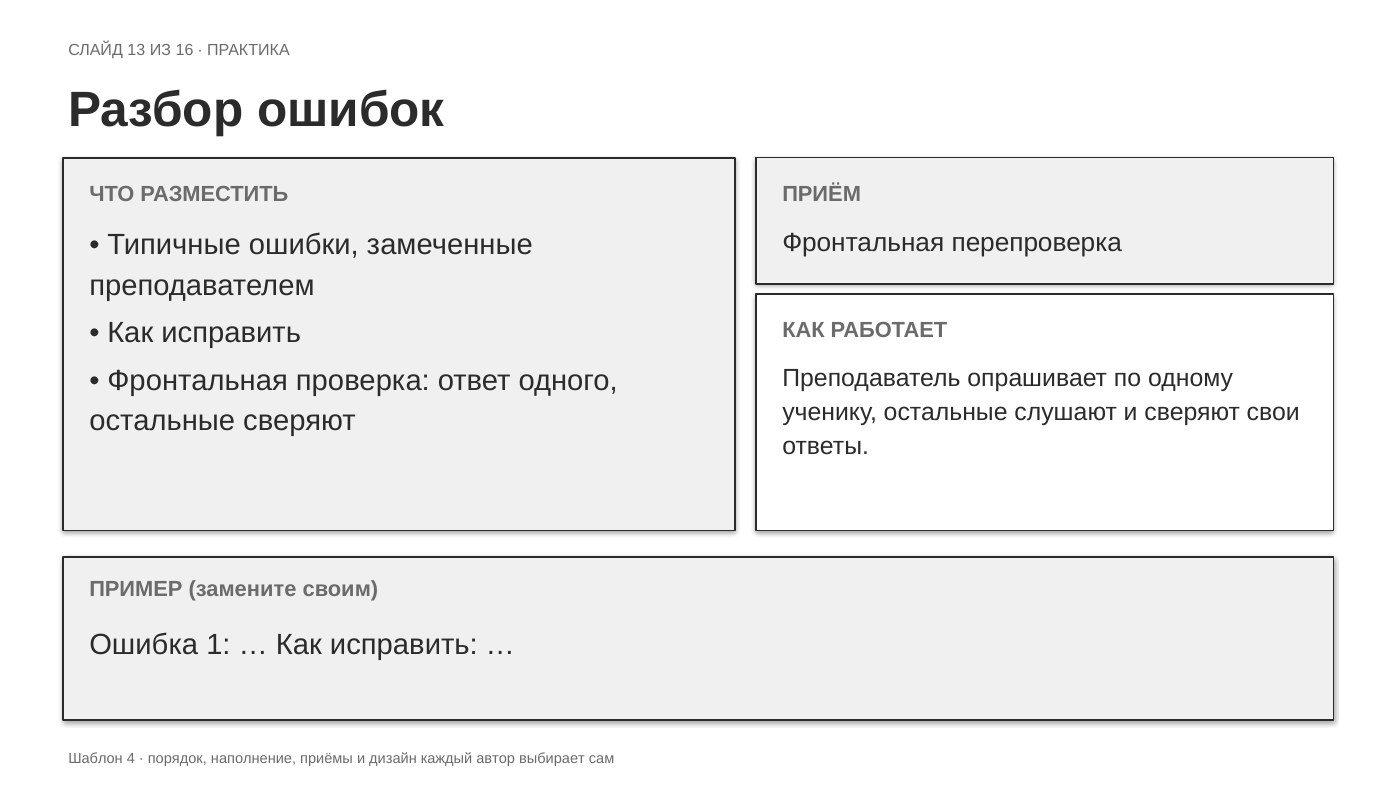 СЛАЙД 13 ИЗ 16 · ПРАКТИКА
Разбор ошибок
ЧТО РАЗМЕСТИТЬ
• Типичные ошибки, замеченные
преподавателем
• Как исправить
• Фронтальная проверка: ответ одного,
остальные сверяют
ПРИЁМ
Фронтальная перепроверка
КАК РАБОТАЕТ
Преподаватель опрашивает по одному
ученику, остальные слушают и сверяют свои
ответы.
ПРИМЕР (замените своим)
Ошибка 1: … Как исправить: …
Шаблон 4 · порядок, наполнение, приёмы и дизайн каждый автор выбирает сам